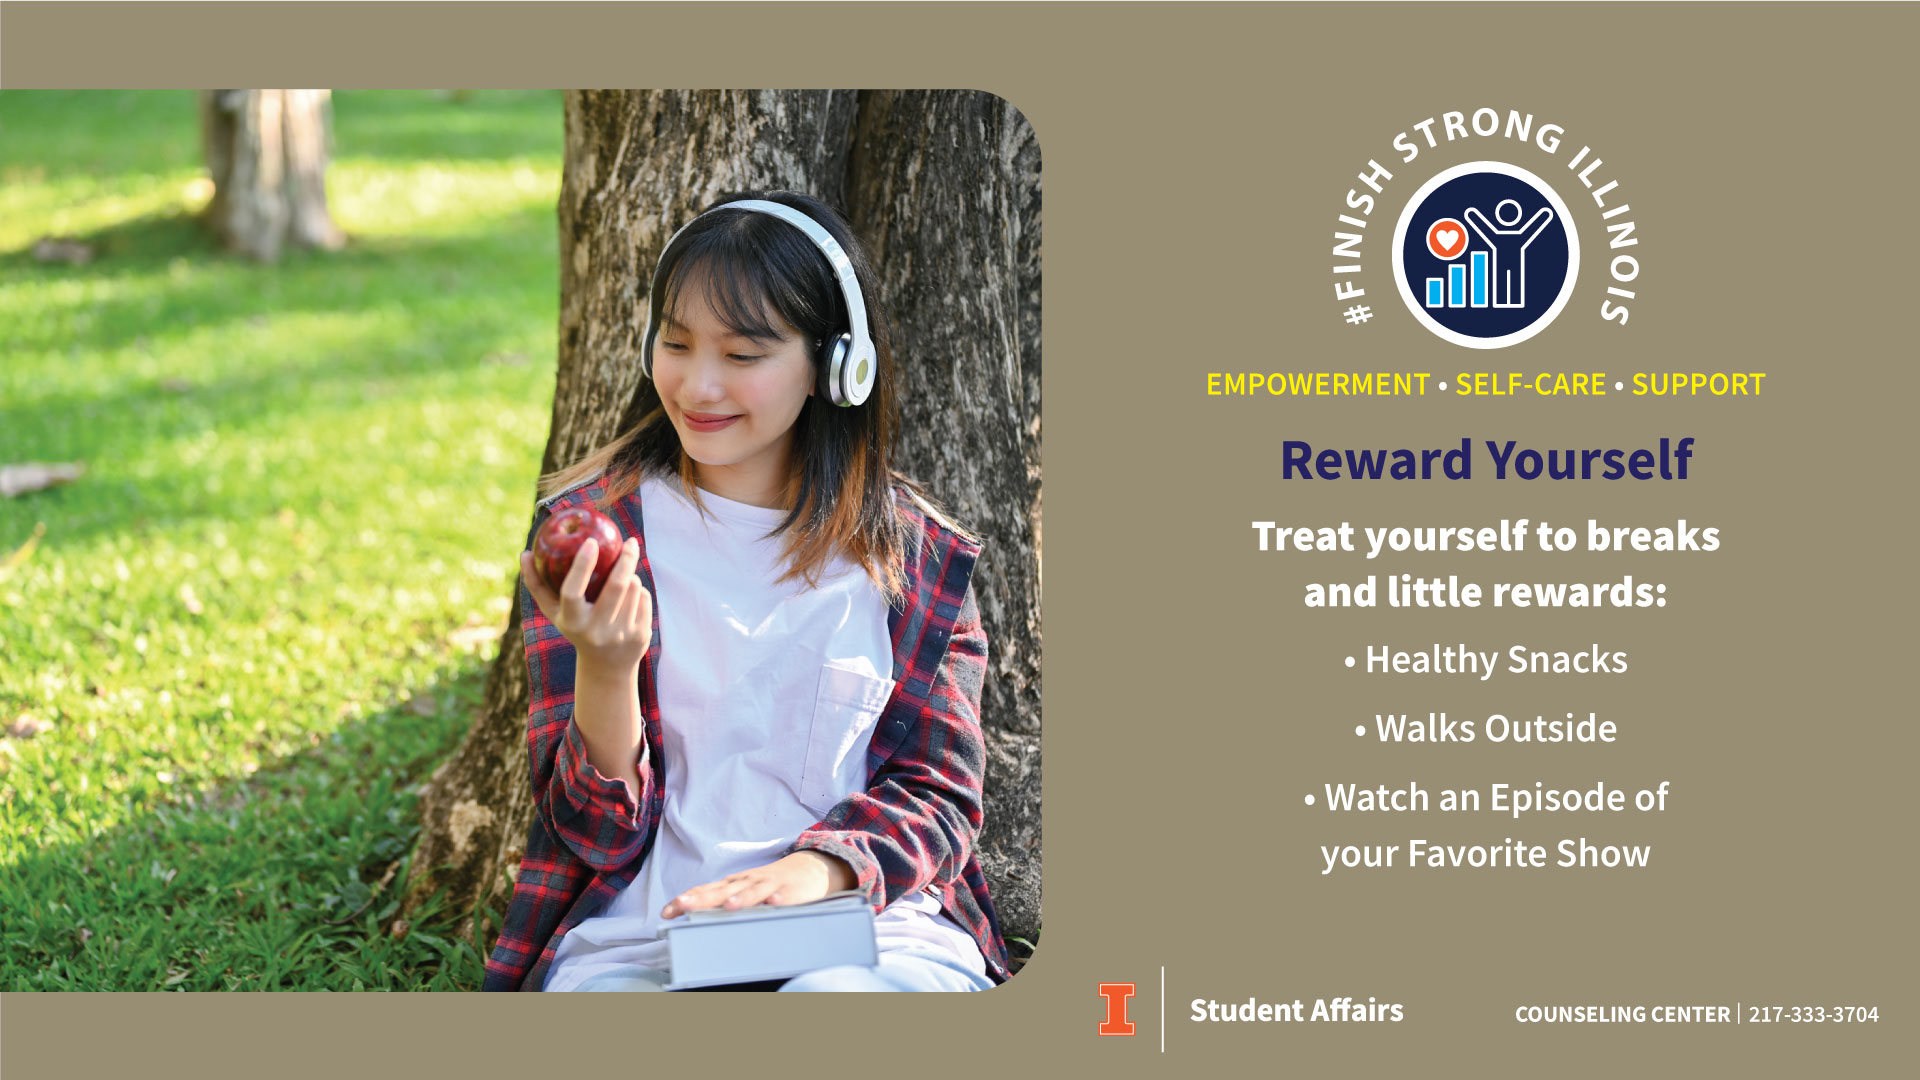 #FINISH STRONG ILLINOIS
EMPOWERMENT • SELF-CARE • SUPPORT
Reward Yourself
Treat yourself to breaks
and little rewards:
• Healthy Snacks
• Walks Outside
• Watch an Episode of
your Favorite Show
I Student Affairs
COUNSELING CENTER | 217-333-3704